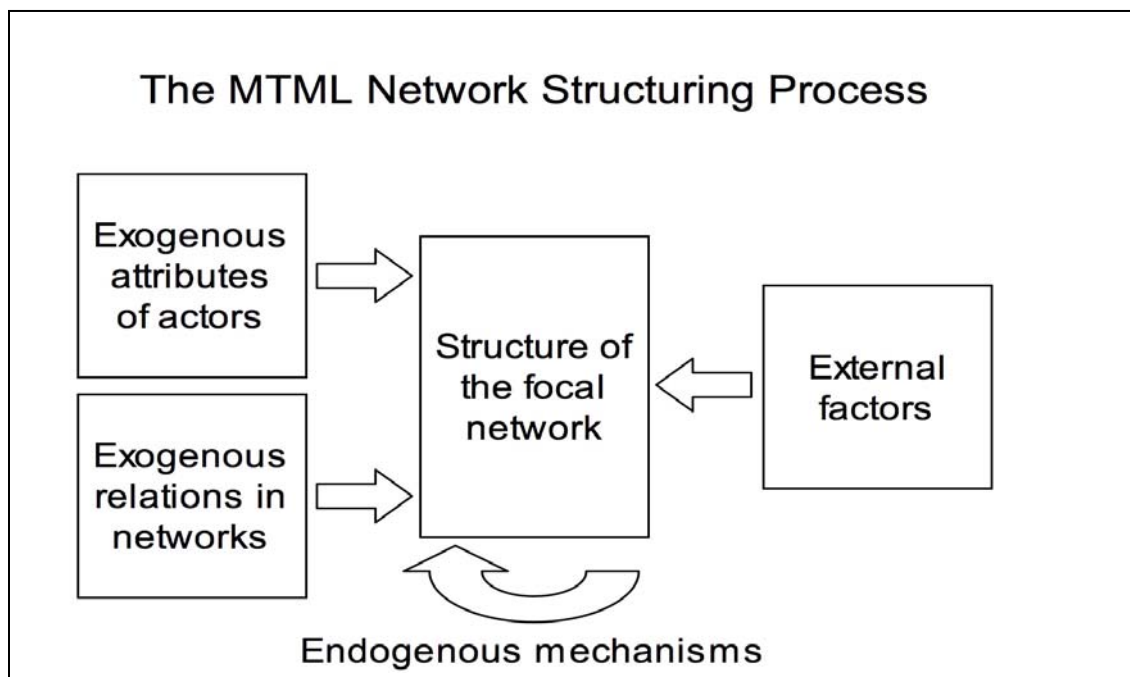 The MTML Network Structuring Process
Exogenous
attributes
of actors
Exogenous
relations in
networks
Structure of
the focal
network
External
factors
Endogenous mechanisms